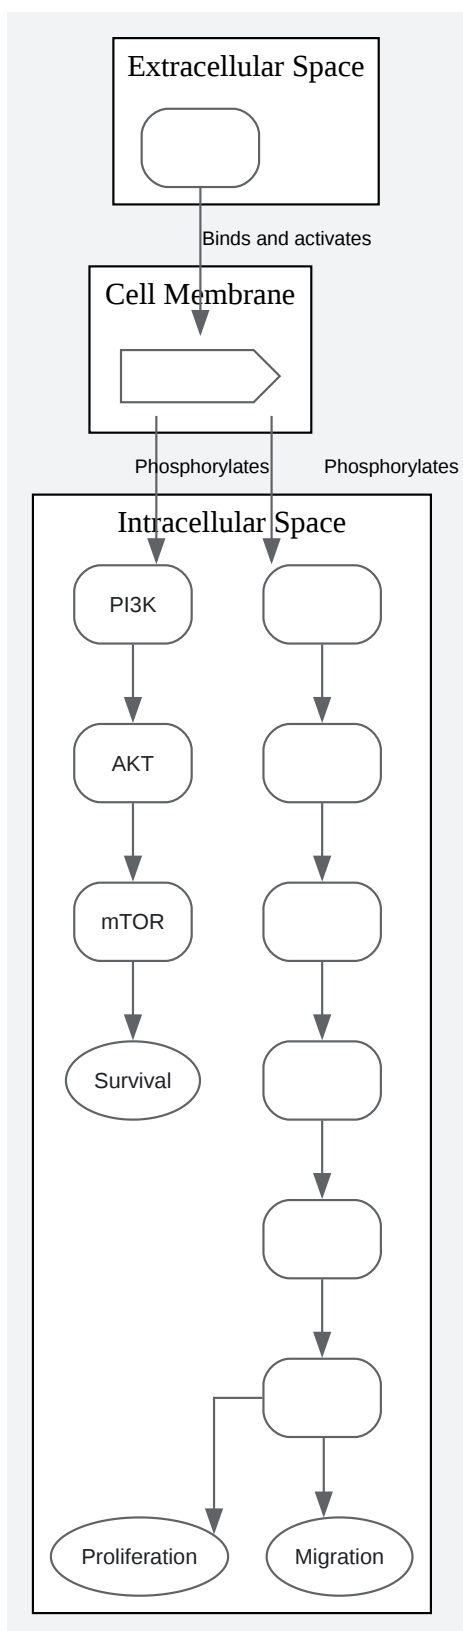 Extracellular Space
Binds and activates
Cell Membrane
Phosphorylates
Phosphorylates
Intracellular Space
PI3K
AKT
mTOR
Survival
Proliferation
Migration